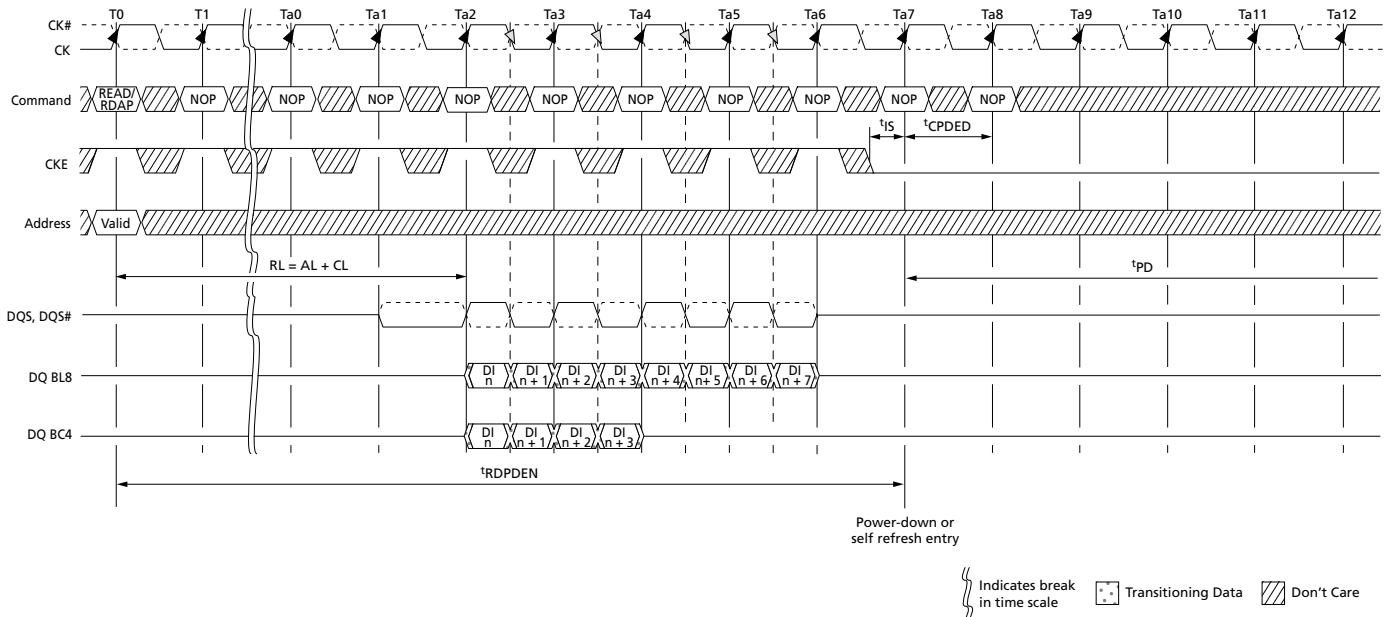 T0 T1 Ta0 Ta1 Ta2 Ta3 Ta4 Ta5 Ta6 Ta7 Ta8 Ta9 Ta10 Ta11 Ta12
CK#
CK
Command READ/ NOP NOP NOP NOP NOP NOP NOP NOP NOP NOP
RDAP
tIS tCPDED
CKE
Address Valid
RL = AL + CL tPD
DQS, DQS#
DQ BL8 DI DI DI DI DI DI DI DI
n n + 1 n + 2 n + 3 n + 4 n+ 5 n + 6 n + 7
DQ BC4 DI DI DI DI
n n + 1 n + 2 n + 3
tRDPDEN
Power-down or
self refresh entry
Indicates break
in time scale
Transitioning Data
Don't Care